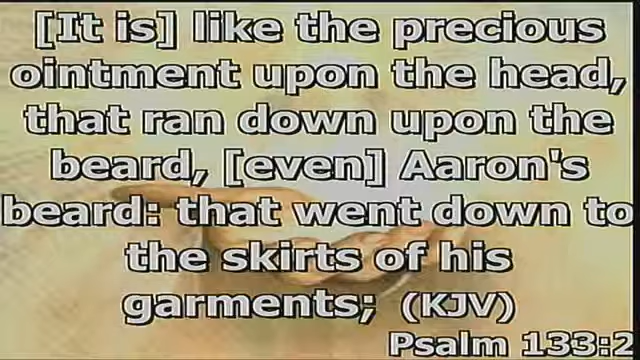 [It is] like the precious
ointment upon the head,
that ran down upon the
beard, [even] Aaron's
beard: that went down to
the skirts of his
garments; (KJV)
Psalm 133:2